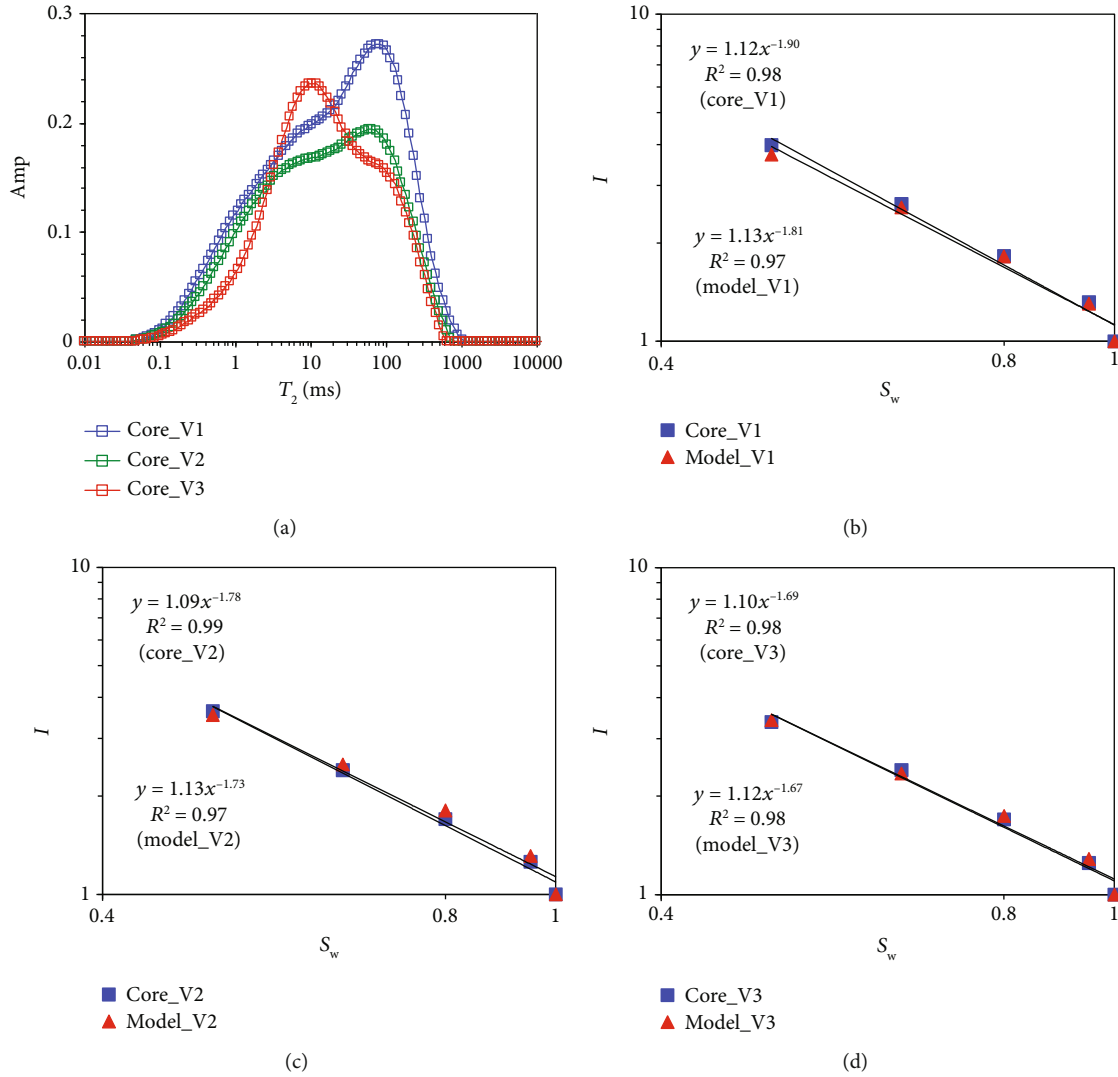 0.3
0.2
0.1
0
Amp
0.01 0.1 1 10 100 1000 10000
T₂ (ms)
Core_V1
Core_V2
Core_V3
(a)
10
1
I
y = 1.12x⁻¹·⁹⁰
R² = 0.98
(core_V1)
y = 1.13x⁻¹·⁸¹
R² = 0.97
(model_V1)
0.4 0.8 1
S_w
Core_V1
Model_V1
(b)
10
1
I
y = 1.09x⁻¹·⁷⁸
R² = 0.99
(core_V2)
y = 1.13x⁻¹·⁷³
R² = 0.97
(model_V2)
0.4 0.8 1
S_w
Core_V2
Model_V2
(c)
10
1
I
y = 1.10x⁻¹·⁶⁹
R² = 0.98
(core_V3)
y = 1.12x⁻¹·⁶⁷
R² = 0.98
(model_V3)
0.4 0.8 1
S_w
Core_V3
Model_V3
(d)